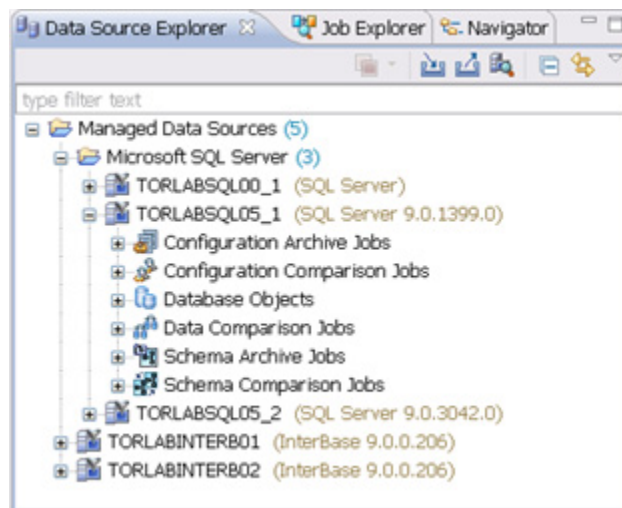 Data Source Explorer Job Explorer Navigator
type filter text
Managed Data Sources (5)
Microsoft SQL Server (3)
TORLABSQL00_1 (SQL Server)
TORLABSQL05_1 (SQL Server 9.0.1399.0)
Configuration Archive Jobs
Configuration Comparison Jobs
Database Objects
Data Comparison Jobs
Schema Archive Jobs
Schema Comparison Jobs
TORLABSQL05_2 (SQL Server 9.0.3042.0)
TORLABINTERB01 (InterBase 9.0.0.206)
TORLABINTERB02 (InterBase 9.0.0.206)